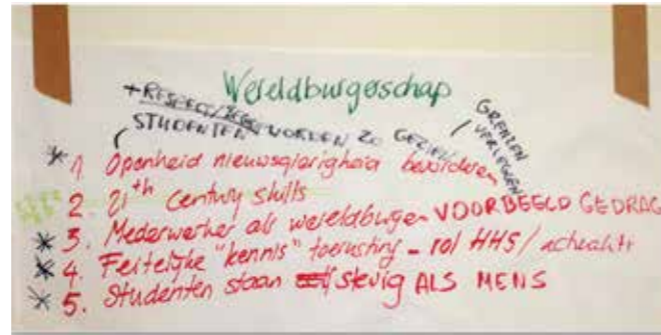 Wereldburgerschap
+ RESPECT
STUDENTEN WORDEN ZO GEZIEN
GRENZEN
VERLEGGEN
1 Openheid nieuwsgierigheid bevorderen
2. 21th century skills
3. Medewerker als wereldburger VOORBEELD GEDRAG
4. Feitelijke "kennis" toerusting - rol HHS/
5. Studenten staan stevig ALS MENS